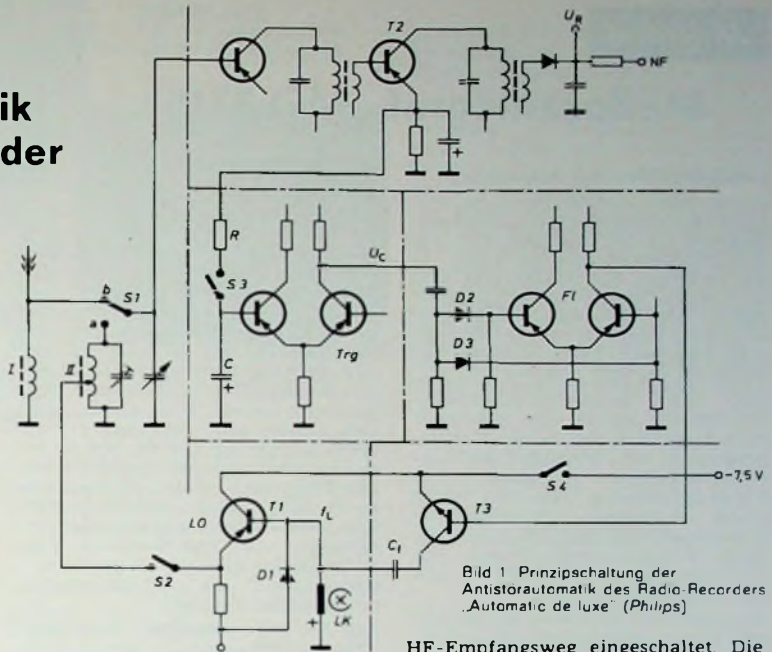 ik
der
T2
U_R
NF
R
S3
U_C
b
S1
a
D2
Fl
D3
I
II
C
Trg
S4
-7,5 V
LO
T1
f_L
T3
S2
D1
C_1
LK
Bild 1 Prinzipschaltung der
Antistörautomatik des Radio-Recorders
„Automatic de luxe" (Philips)
HF-Empfangsweg eingeschaltet. Die